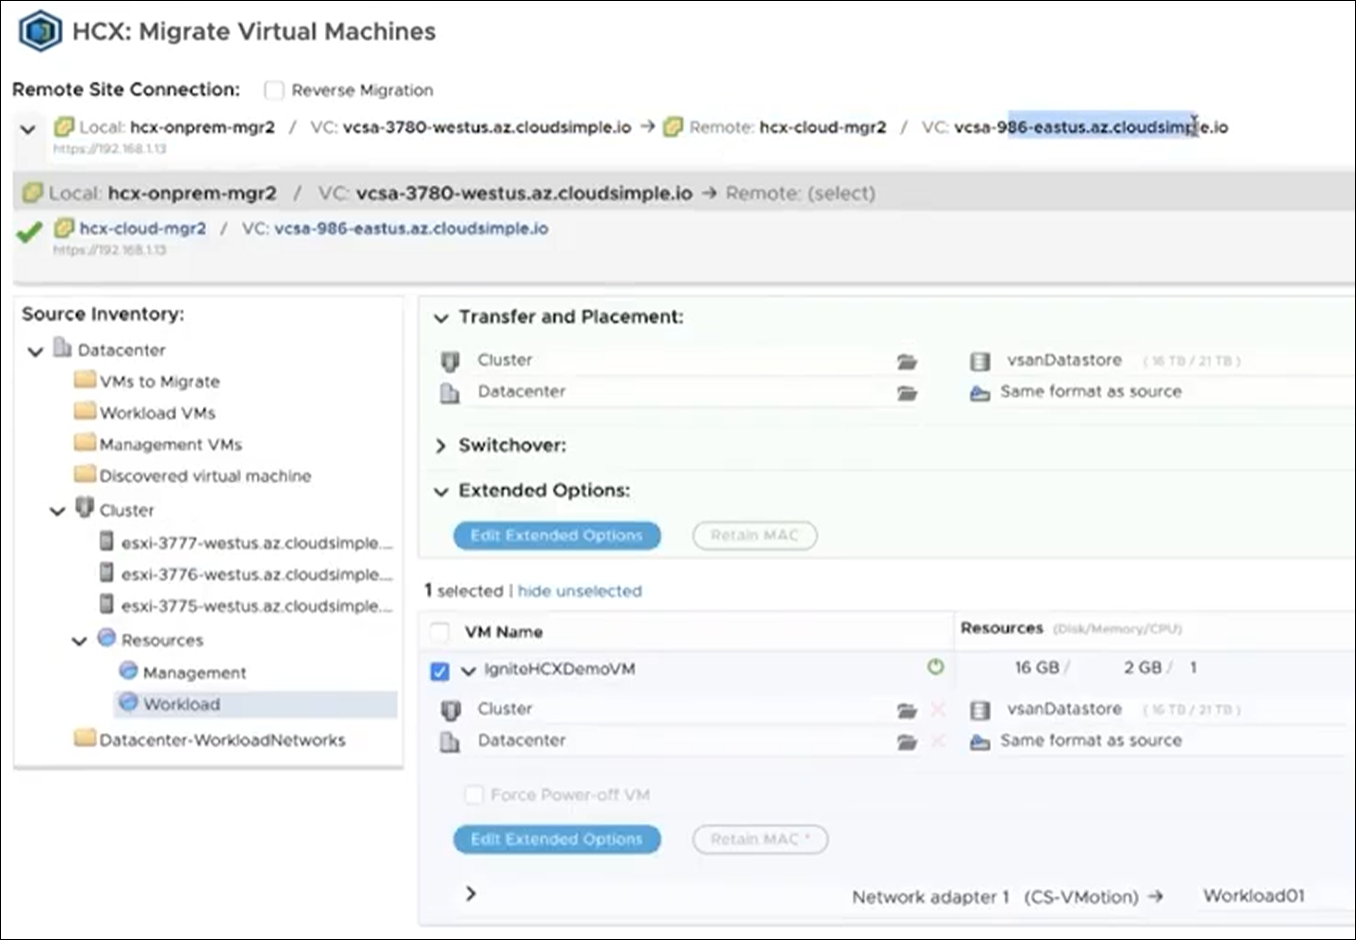 HCX: Migrate Virtual Machines
Remote Site Connection: Reverse Migration
Local: hcx-onprem-mgr2 / VC: vcsa-3780-westus.az.cloudsimple.io → Remote: hcx-cloud-mgr2 / VC: vcsa-986-eastus.az.cloudsimple.io
https://192.168.1.13
Local: hcx-onprem-mgr2 / VC: vcsa-3780-westus.az.cloudsimple.io → Remote: (select)
hcx-cloud-mgr2 / VC: vcsa-986-eastus.az.cloudsimple.io
https://192.168.1.13
Source Inventory:
Datacenter
VMs to Migrate
Workload VMs
Management VMs
Discovered virtual machine
Cluster
esxi-3777-westus.az.cloudsimple....
esxi-3776-westus.az.cloudsimple....
esxi-3775-westus.az.cloudsimple....
Resources
Management
Workload
Datacenter-WorkloadNetworks
Transfer and Placement:
Cluster vsanDatastore ( 16 TB / 21 TB )
Datacenter Same format as source
Switchover:
Extended Options:
Edit Extended Options Retain MAC
1 selected | hide unselected
VM Name Resources (Disk/Memory/CPU)
IgniteHCXDemoVM 16 GB / 2 GB / 1
Cluster vsanDatastore ( 16 TB / 21 TB )
Datacenter Same format as source
Force Power-off VM
Edit Extended Options Retain MAC *
Network adapter 1 (CS-VMotion) → Workload01